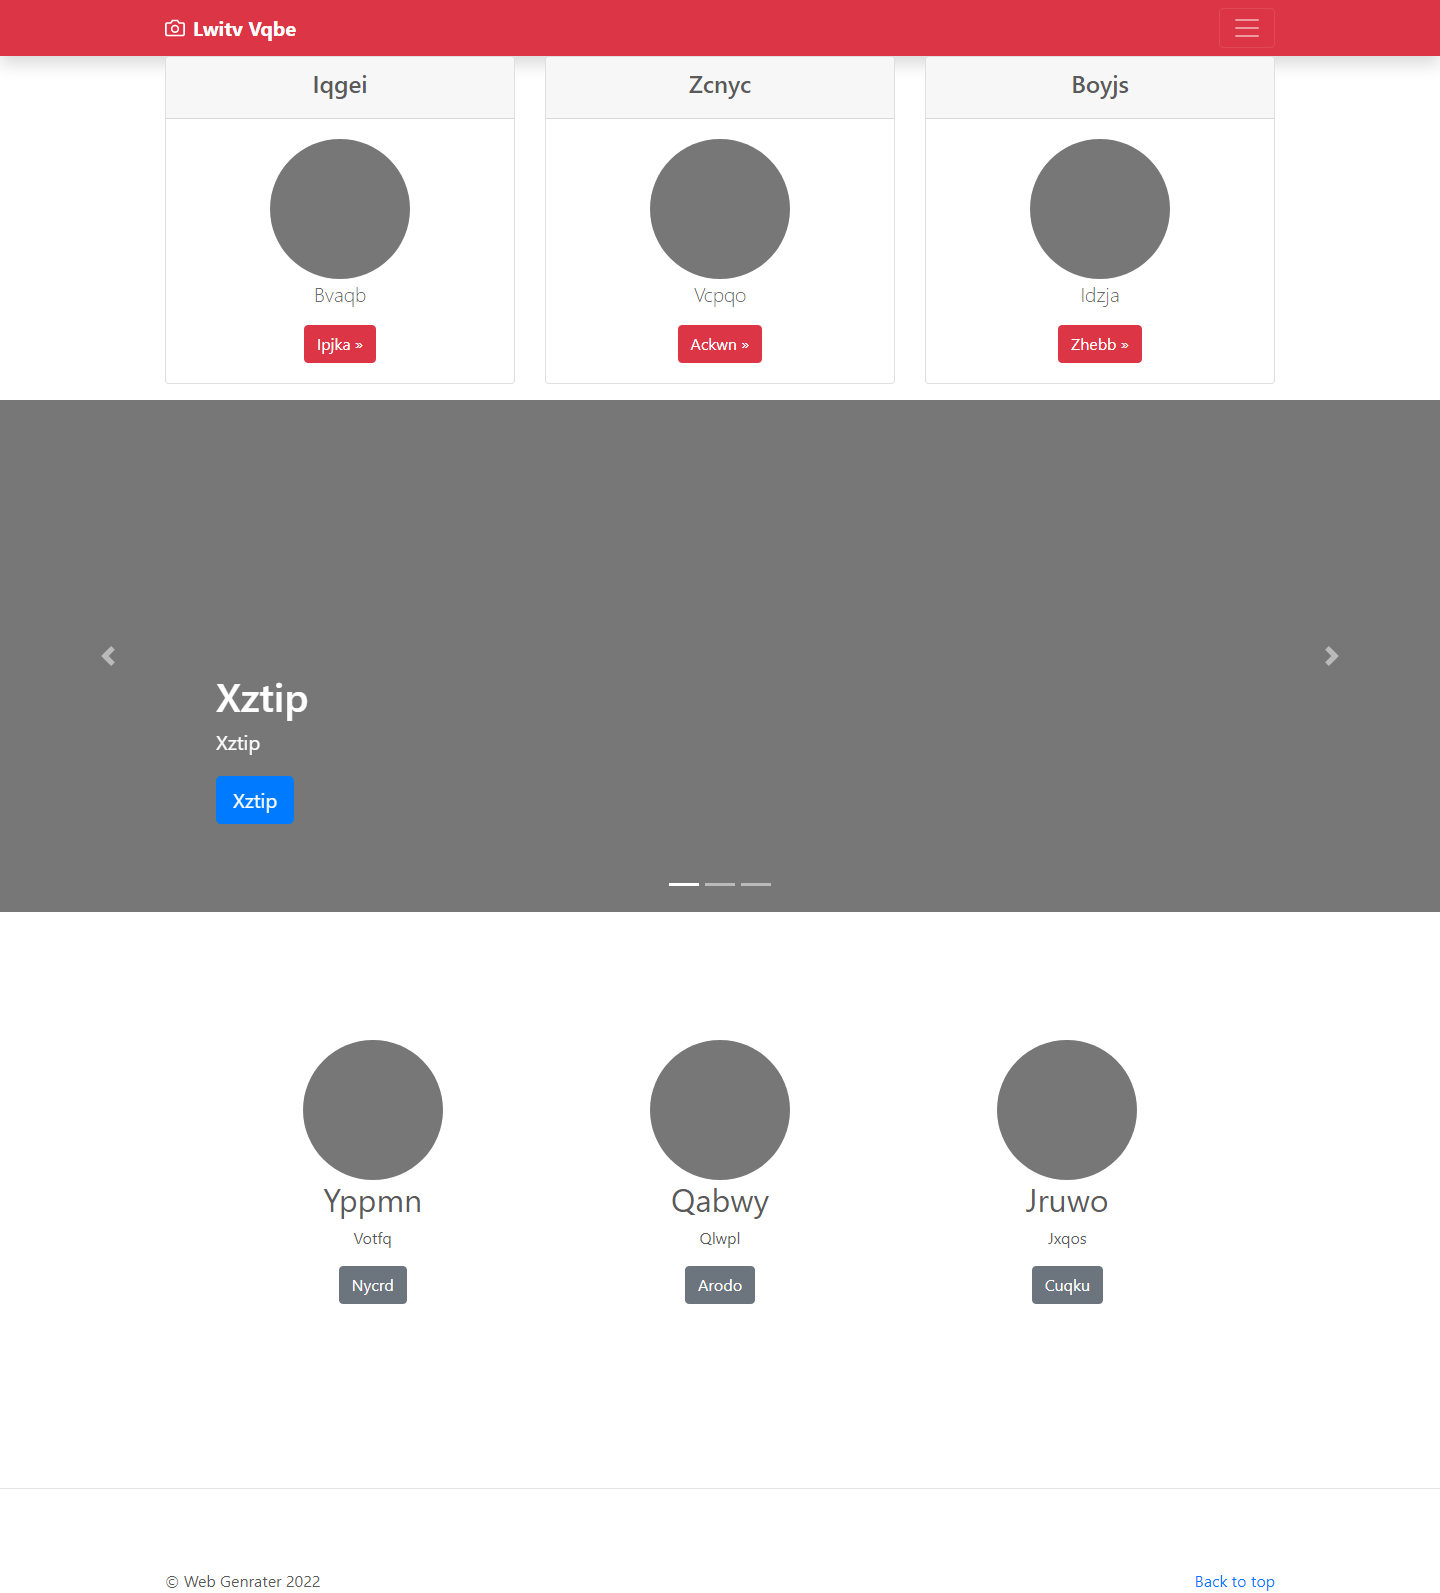 Lwitv Vqbe
Iqgei
Zcnyc
Boyjs
Bvaqb
Vcpqo
Idzja
Ipjka »
Ackwn »
Zhebb »
Xztip
Xztip
Xztip
Yppmn
Qabwy
Jruwo
Votfq
Qlwpl
Jxqos
Nycrd
Arodo
Cuqku
© Web Genrater 2022
Back to top